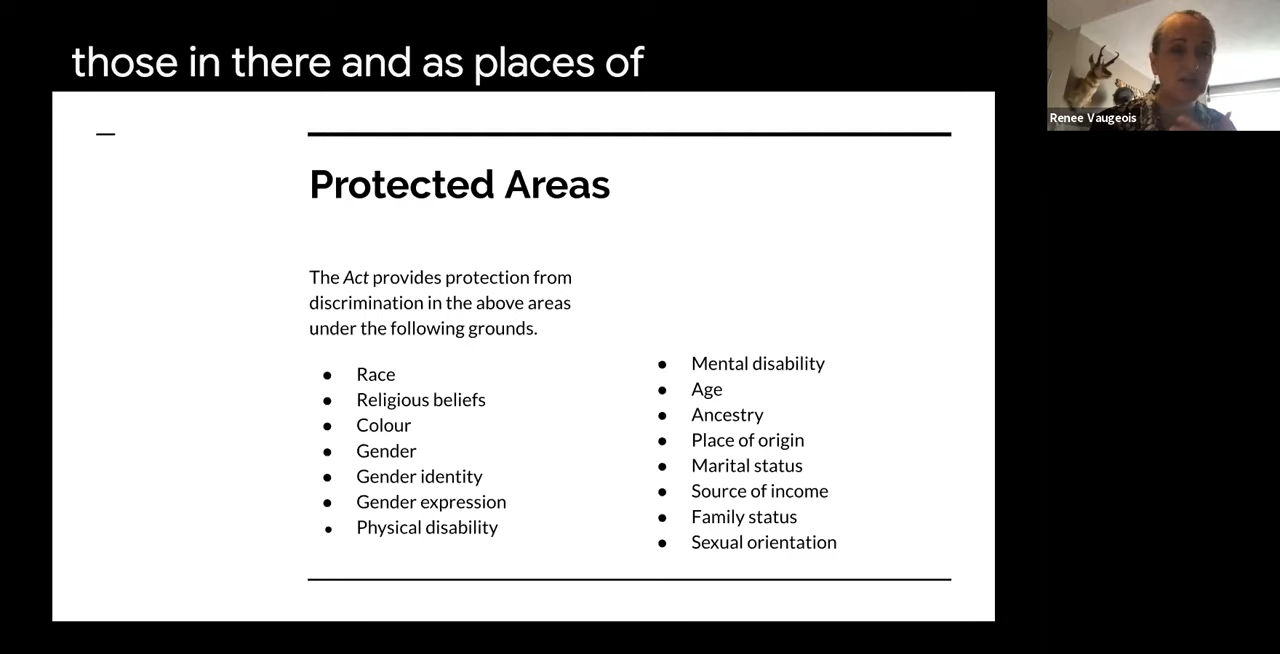 those in there and as places of
Renee Vaugeois
Protected Areas
The Act provides protection from
discrimination in the above areas
under the following grounds.
● Race
● Religious beliefs
● Colour
● Gender
● Gender identity
● Gender expression
● Physical disability
● Mental disability
● Age
● Ancestry
● Place of origin
● Marital status
● Source of income
● Family status
● Sexual orientation